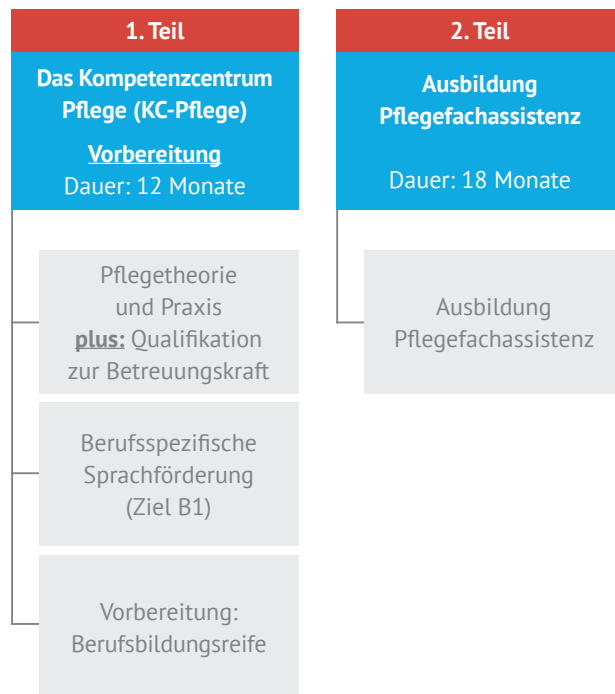 1. Teil
Das Kompetenzcentrum
Pflege (KC-Pflege)
Vorbereitung
Dauer: 12 Monate
Pflegetheorie
und Praxis
plus: Qualifikation
zur Betreuungskraft
Berufsspezifische
Sprachförderung
(Ziel B1)
Vorbereitung:
Berufsbildungsreife
2. Teil
Ausbildung
Pflegefachassistenz
Dauer: 18 Monate
Ausbildung
Pflegefachassistenz